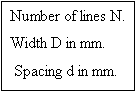 Number of lines N.
Width D in mm.
Spacing d in mm.